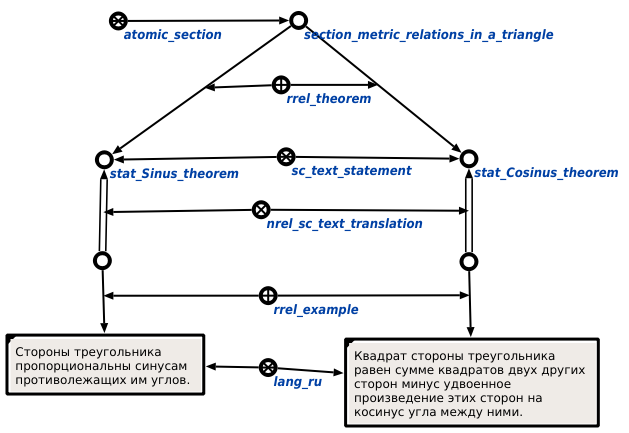 atomic_section
section_metric_relations_in_a_triangle
rrel_theorem
stat_Sinus_theorem
sc_text_statement
stat_Cosinus_theorem
nrel_sc_text_translation
rrel_example
Стороны треугольника
пропорциональны синусам
противолежащих им углов.
lang_ru
Квадрат стороны треугольника
равен сумме квадратов двух других
сторон минус удвоенное
произведение этих сторон на
косинус угла между ними.